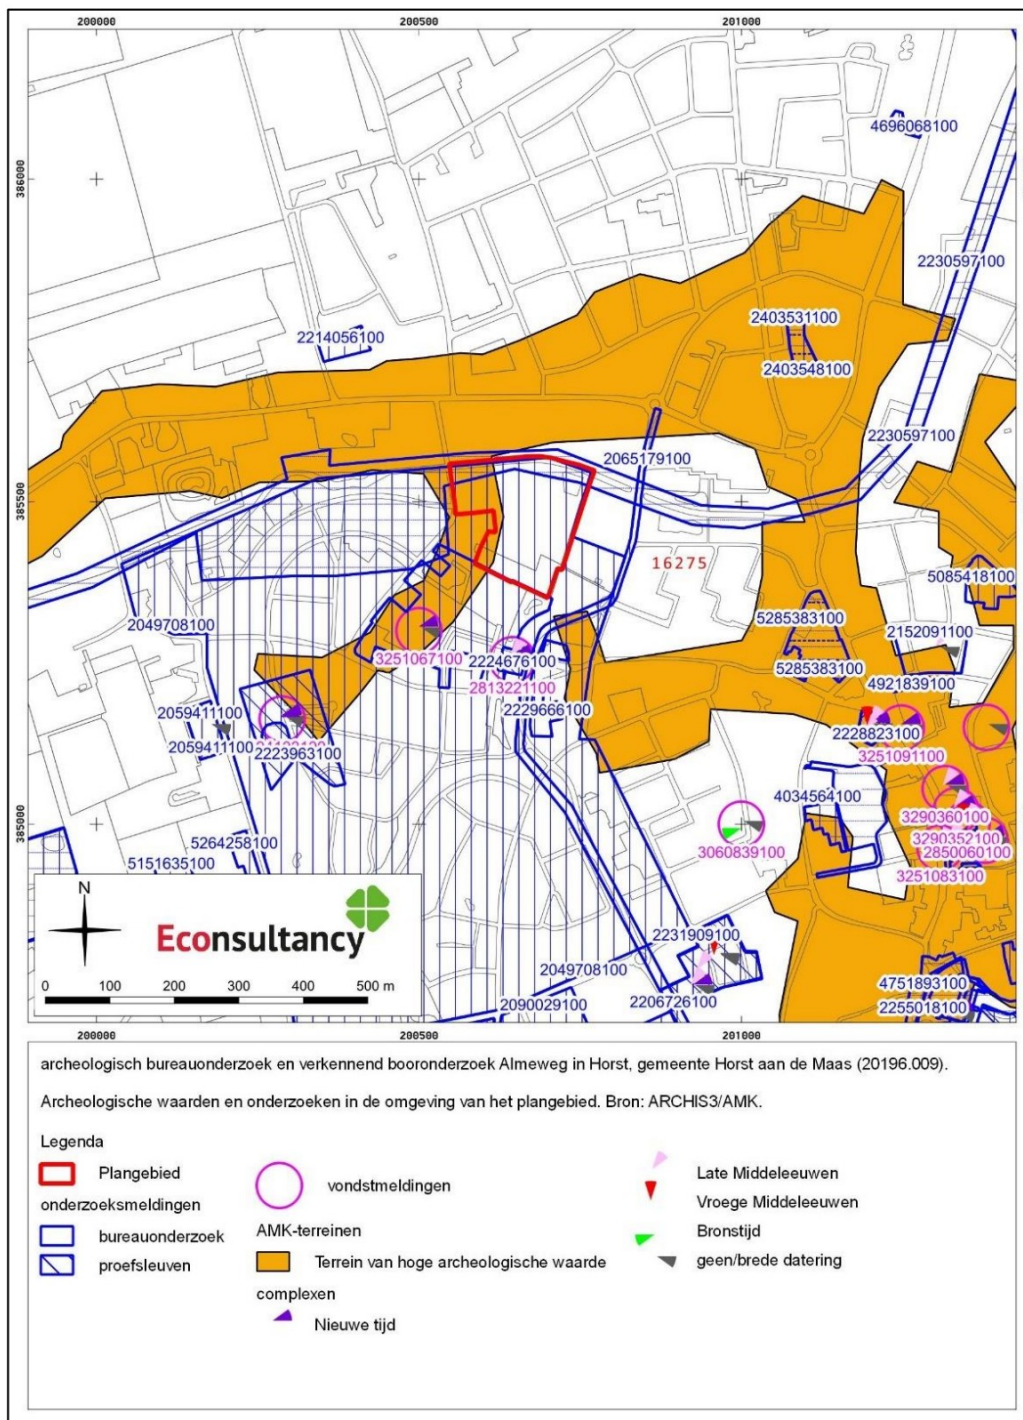 200000 200500 201000
386000
385500
385000
4696068100
2230597100
2403531100
2214056100
2403548100
2230597100
2065179100
16275
5085418100
2049708100
5285383100
2152091100
3251067100
2224676100
5285383100
4921839100
2813221100
2059411100
2229666100
2228823100
2059411100
2223963100
3251091100
4034564100
3290360100
5264258100
3290352100
3060839100
2850060100
5151635100
3251083100
N
Econsultancy
2231909100
2049708100
4751893100
2206726100
2090029100
2255018100
0 100 200 300 400 500 m
200000 200500 201000
archeologisch bureauonderzoek en verkennend booronderzoek Almeweg in Horst, gemeente Horst aan de Maas (20196.009).
Archeologische waarden en onderzoeken in de omgeving van het plangebied. Bron: ARCHIS3/AMK.
Legenda
Plangebied
onderzoeksmeldingen
bureauonderzoek
proefsleuven
vondstmeldingen
AMK-terreinen
Terrein van hoge archeologische waarde
complexen
Nieuwe tijd
Late Middeleeuwen
Vroege Middeleeuwen
Bronstijd
geen/brede datering